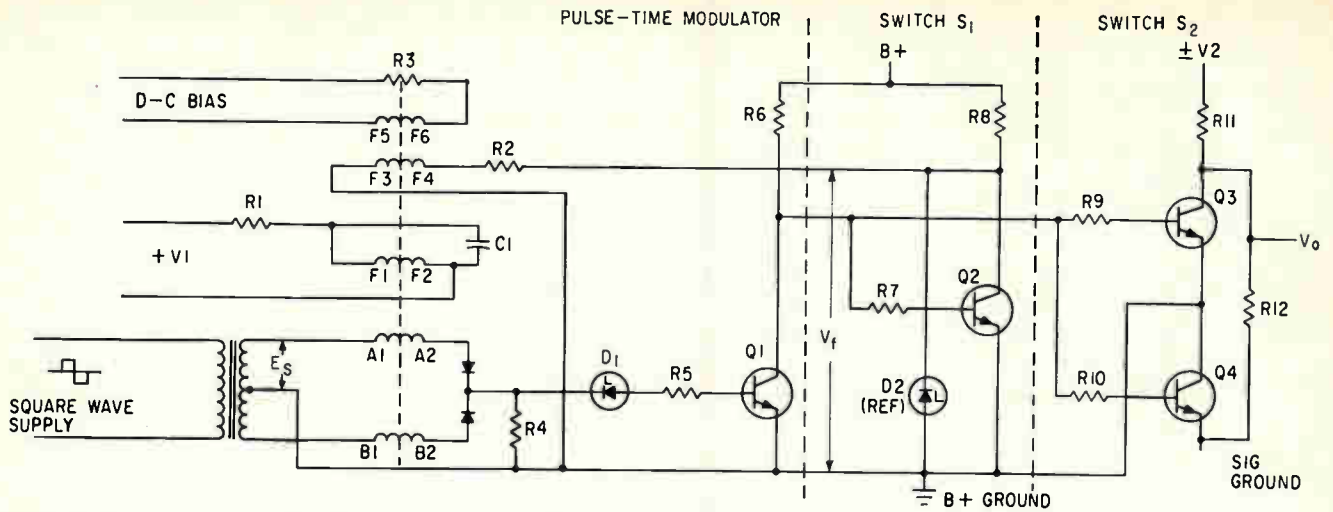 PULSE-TIME MODULATOR
SWITCH S1
SWITCH S2
B+
± V2
R3
D-C BIAS
F5 F6
R6
R8
R11
R2
F3 F4
Q3
R9
R1
C1
+ V1
F1 F2
Vo
Q2
R7
R12
Vf
A1 A2
ES
D1
Q1
R5
D2
(REF)
R10
Q4
SQUARE WAVE
SUPPLY
R4
B1 B2
SIG
GROUND
B+ GROUND